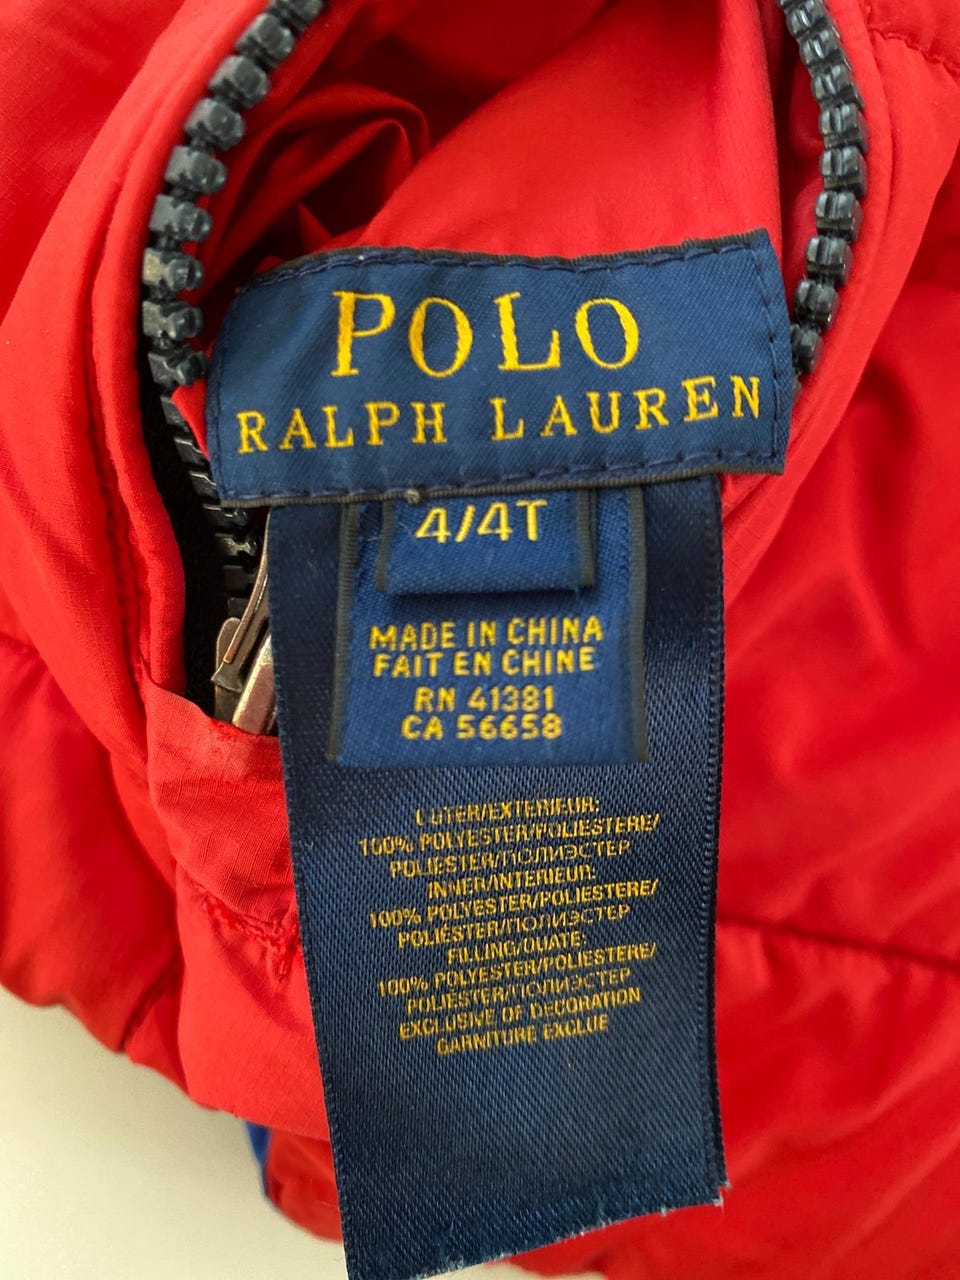 POLO
RALPH LAUREN
4/4T
MADE IN CHINA
FAIT EN CHINE
RN 41381
CA 56658
OUTER/EXTERIEUR:
100% POLYESTER/POLIESTERE/
POLIESTER/ПОЛИЭСТЕР
INNER/INTERIEUR:
100% POLYESTER/POLIESTERE/
POLIESTER/ПОЛИЭСТЕР
FILLING/OUATE:
100% POLYESTER/POLIESTERE/
POLIESTER/ПОЛИЭСТЕР
EXCLUSIVE OF DECORATION
GARNITURE EXCLUE